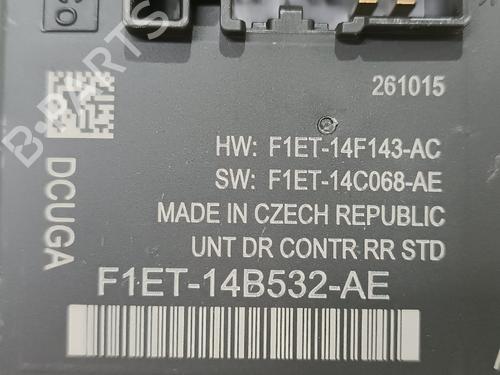 261015
HW: F1ET-14F143-AC
SW: F1ET-14C068-AE
MADE IN CZECH REPUBLIC
UNT DR CONTR RR STD
F1ET-14B532-AE
DCUGA
B-PARTS